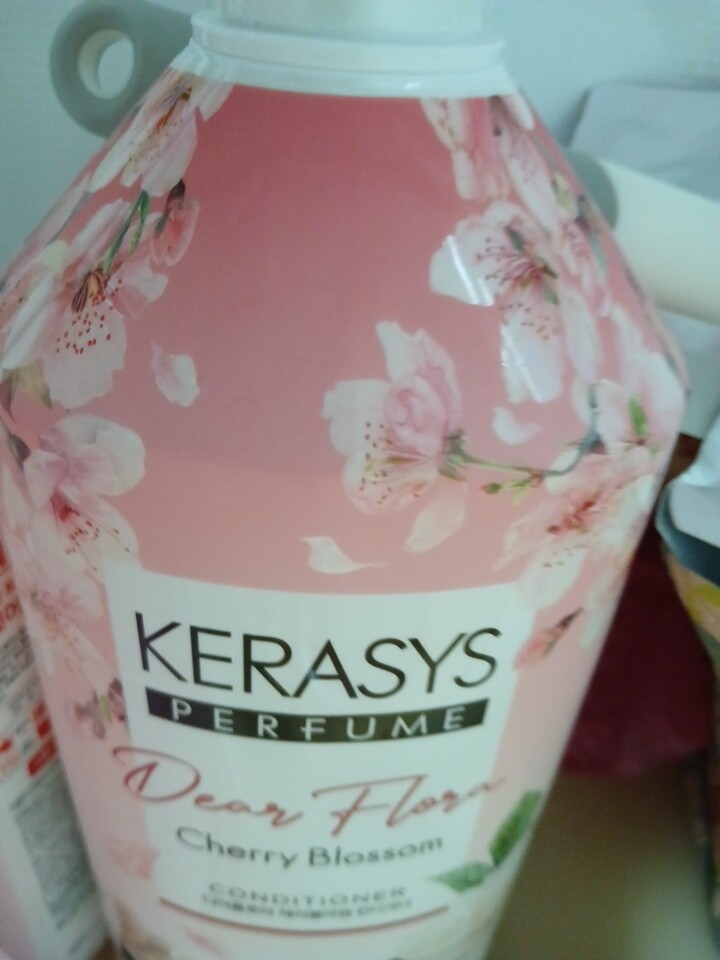 KERASYS
PERFUME
Dear Flora
Cherry Blossom
CONDITIONER